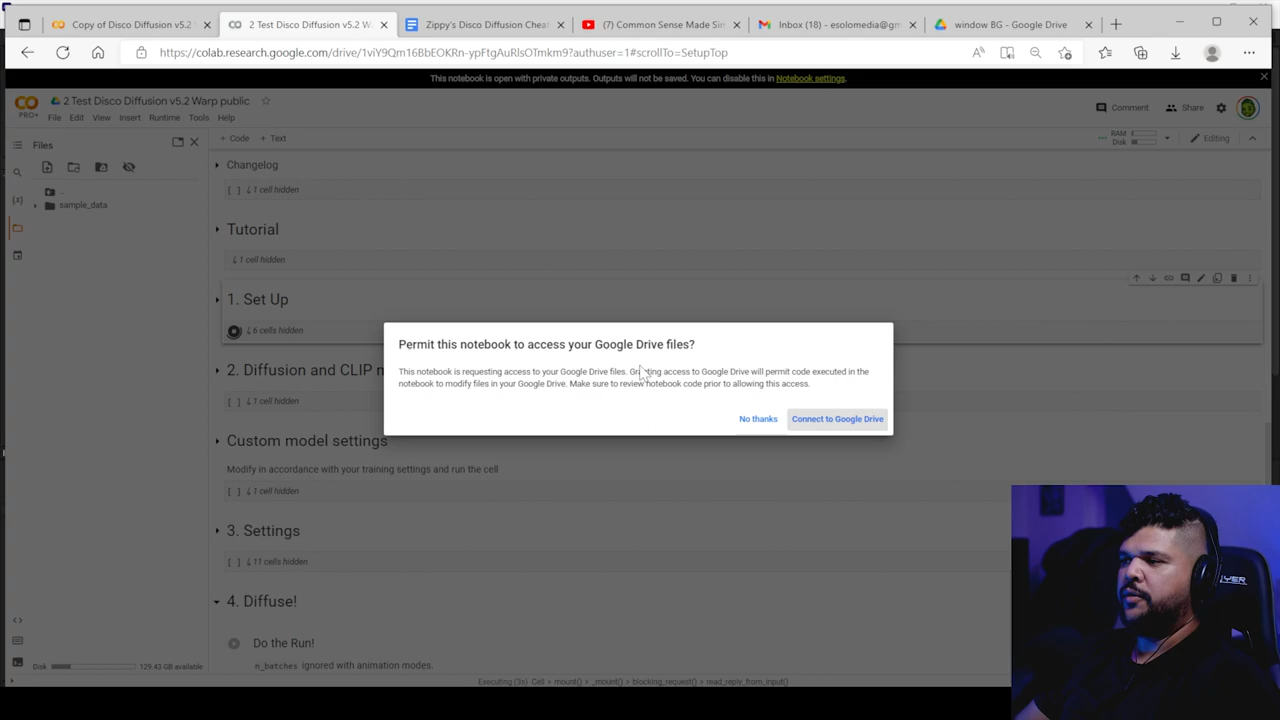 Copy of Disco Diffusion v5.2
2 Test Disco Diffusion v5.2 Wa
Zippy's Disco Diffusion Chea
(7) Common Sense Made Sim
Inbox (18) - esolomedia@gm
window BG - Google Drive
https://colab.research.google.com/drive/1viY9Qm16BbEOKRn-ypFtgAuRlsOTmkm9?authuser=1#scrollTo=SetupTop
This notebook is open with private outputs. Outputs will not be saved. You can disable this in Notebook settings.
PRO+
2 Test Disco Diffusion v5.2 Warp public
Comment
Share
File Edit View Insert Runtime Tools Help
Files
+ Code + Text
RAM
Disk
Editing
..
sample_data
Changelog
[ ] 1 cell hidden
Tutorial
1 cell hidden
1. Set Up
6 cells hidden
Permit this notebook to access your Google Drive files?
This notebook is requesting access to your Google Drive files. Granting access to Google Drive will permit code executed in the
notebook to modify files in your Google Drive. Make sure to review notebook code prior to allowing this access.
No thanks
Connect to Google Drive
2. Diffusion and CLIP m
[ ] 1 cell hidden
Custom model settings
Modify in accordance with your training settings and run the cell
[ ] 1 cell hidden
3. Settings
[ ] 11 cells hidden
4. Diffuse!
Do the Run!
n_batches ignored with animation modes.
Disk
129.43 GB available
Executing (3s) Cell > mount() > _mount() > blocking_request() > read_reply_from_input()